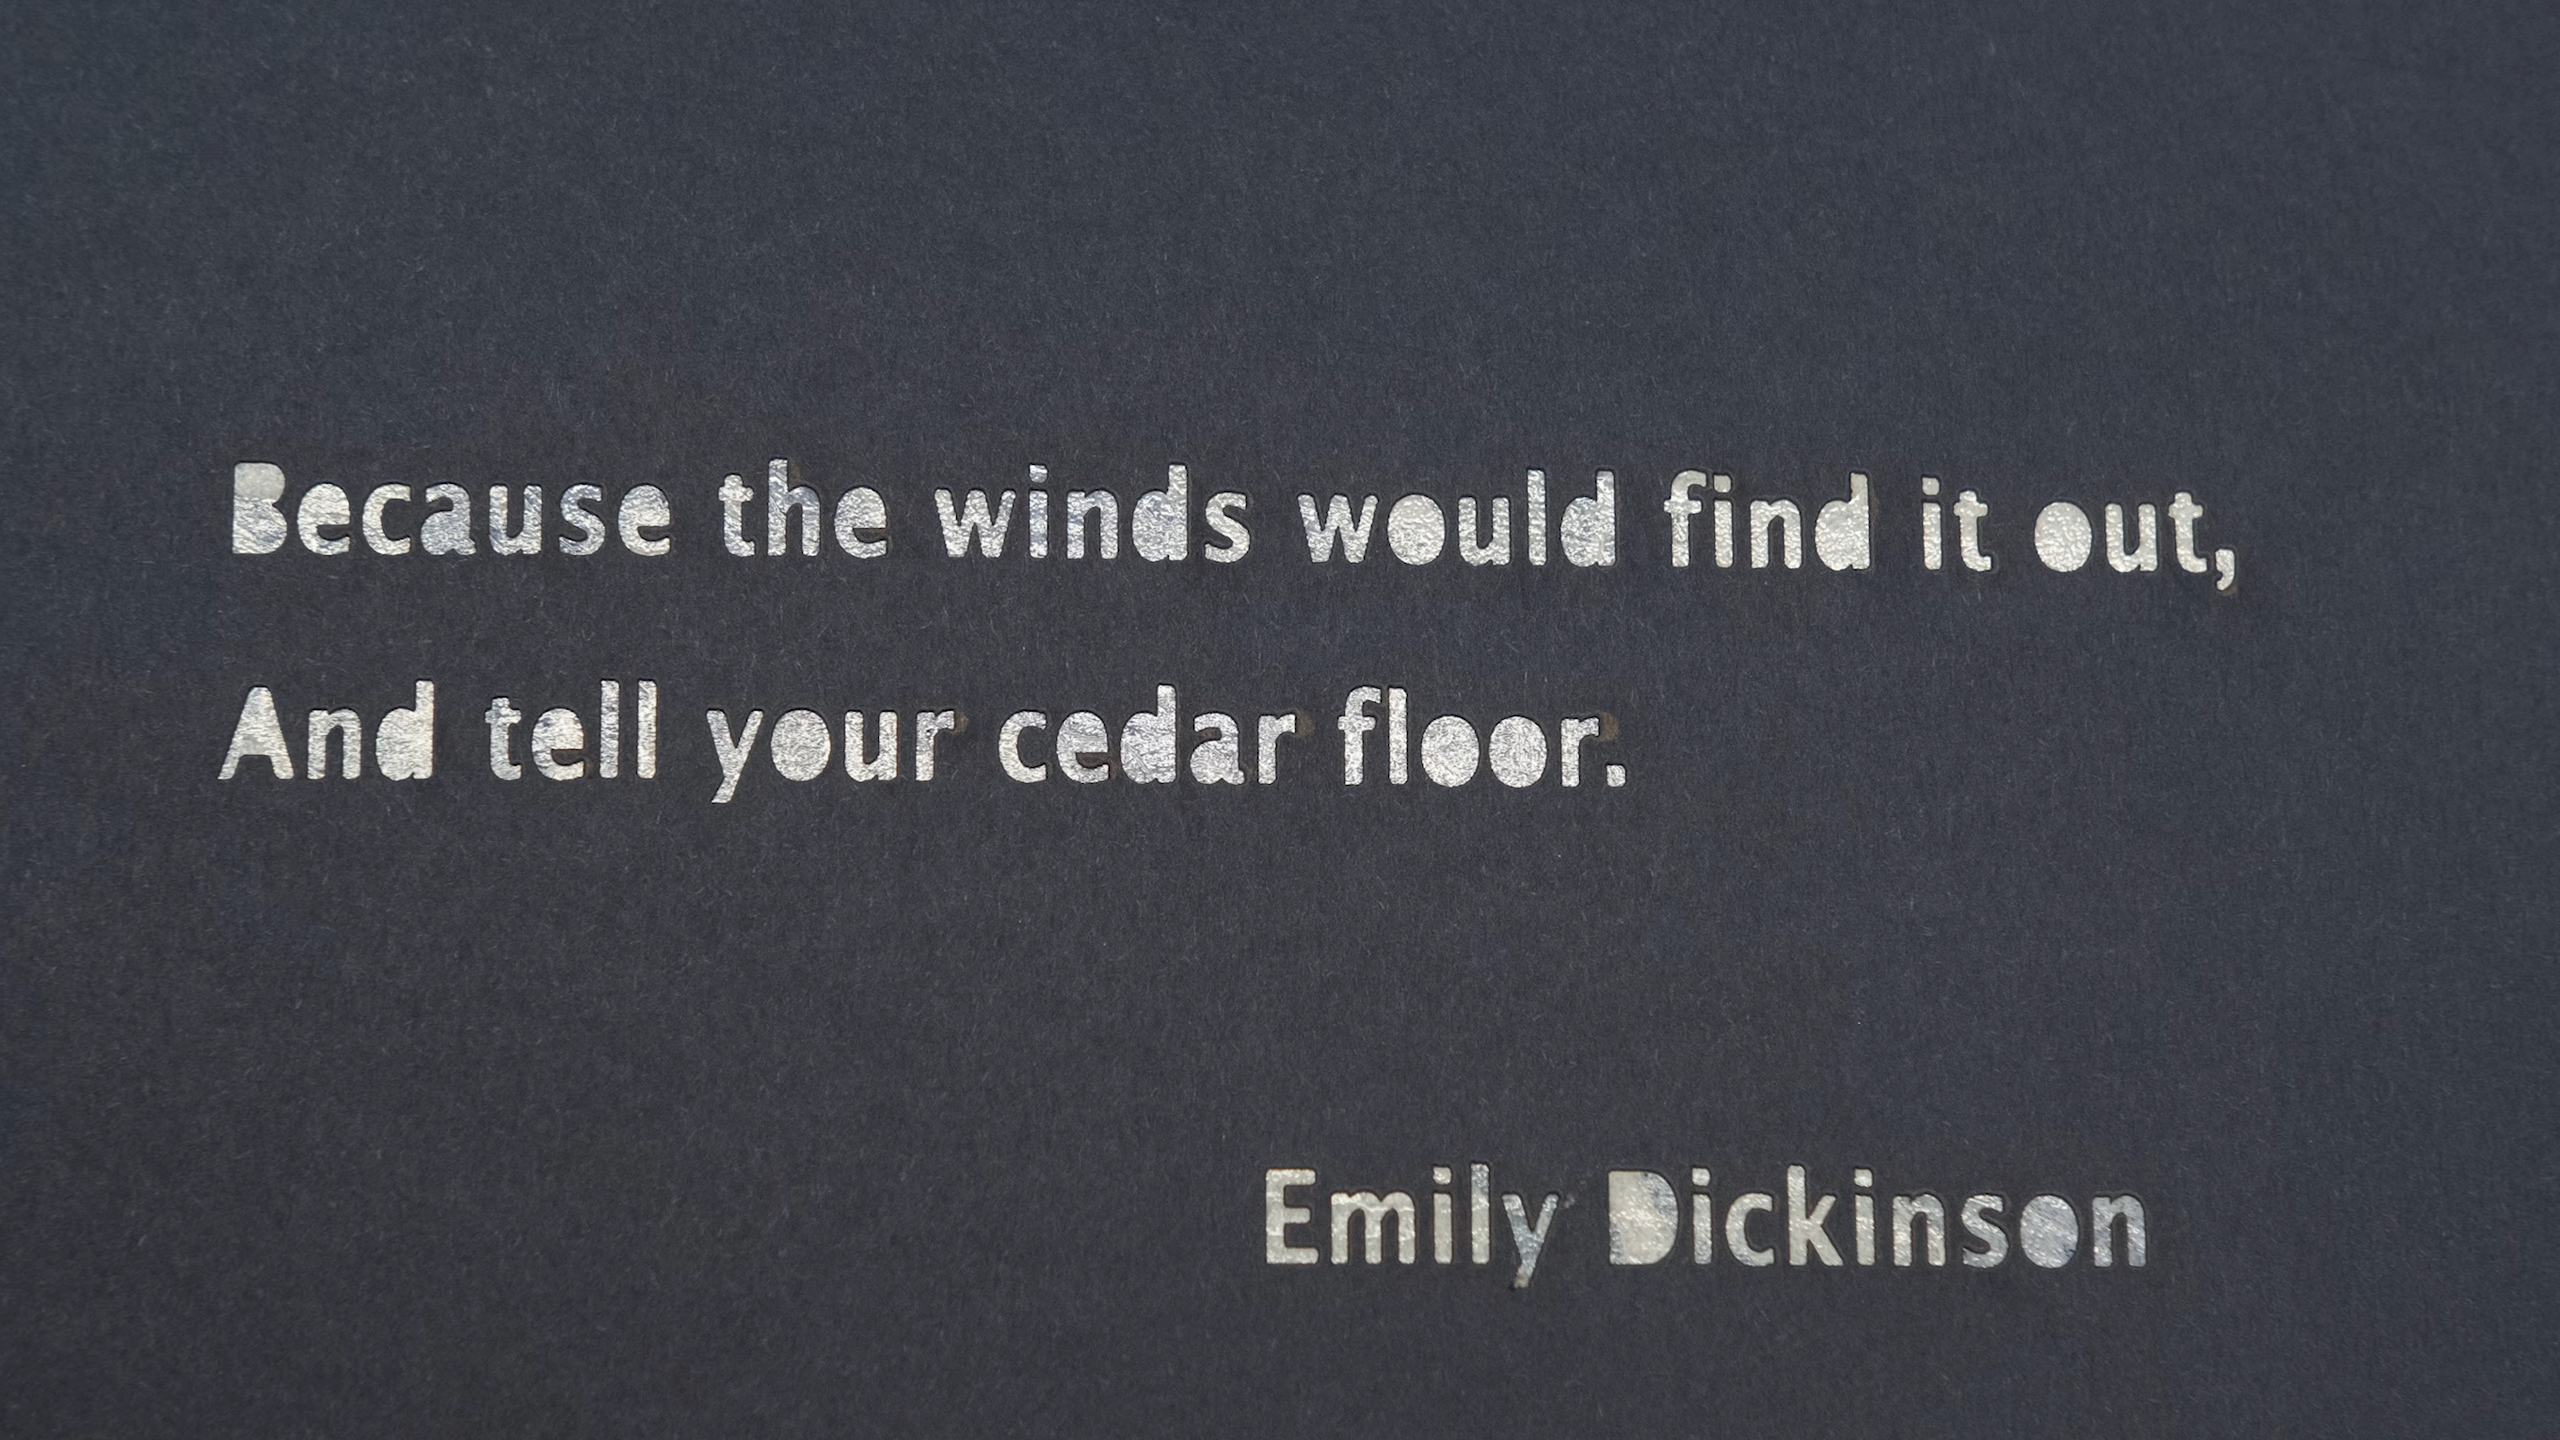 Because the winds would find it out,
And tell your cedar floor.
Emily Dickinson